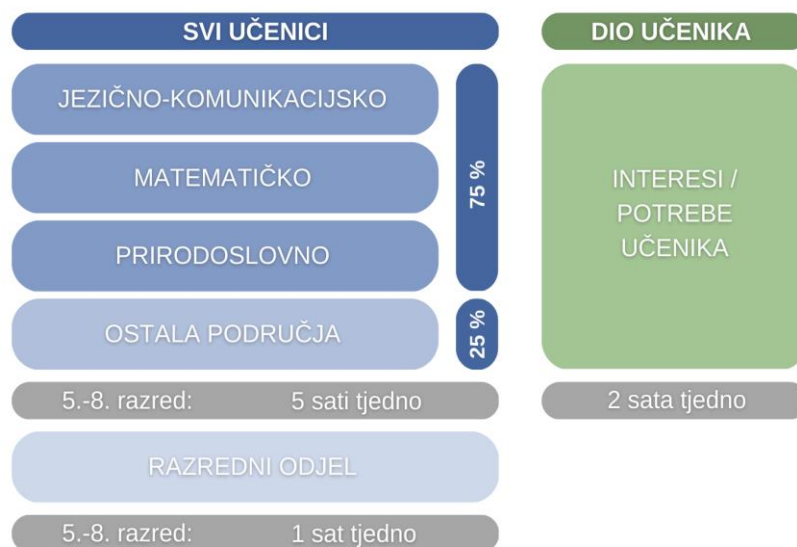 SVI UČENICI
JEZIČNO-KOMUNIKACIJSKO
MATEMATIČKO
PRIRODOSLOVNO
75 %
OSTALA PODRUČJA
25 %
5.-8. razred: 5 sati tjedno
RAZREDNI ODJEL
5.-8. razred: 1 sat tjedno
DIO UČENIKA
INTERESI /
POTREBE
UČENIKA
2 sata tjedno